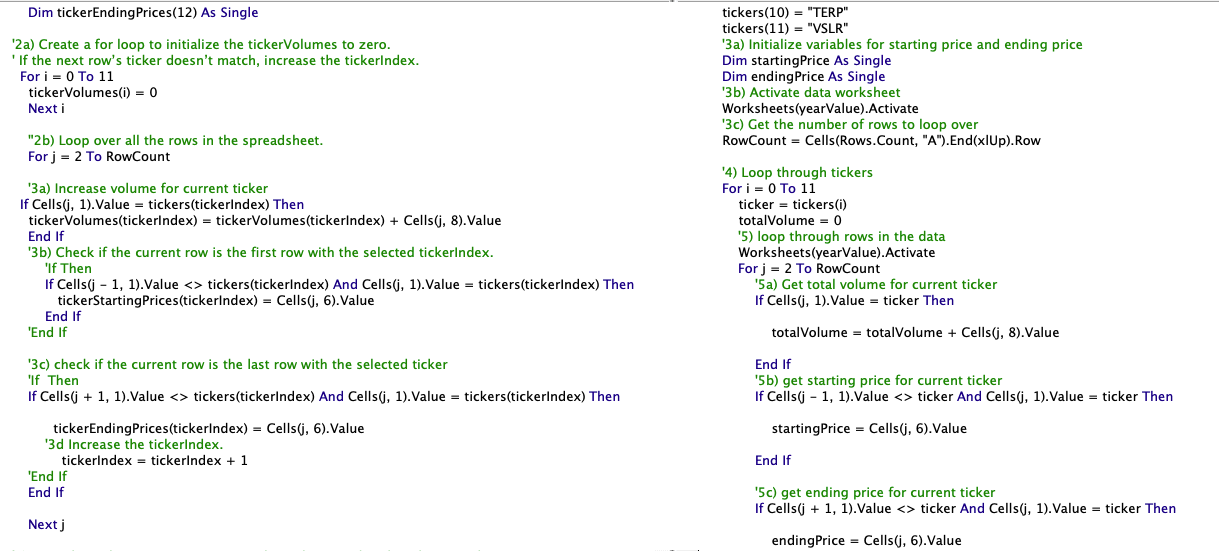 Dim tickerEndingPrices(12) As Single
'2a) Create a for loop to initialize the tickerVolumes to zero.
' If the next row's ticker doesn't match, increase the tickerIndex.
For i = 0 To 11
tickerVolumes(i) = 0
Next i
''2b) Loop over all the rows in the spreadsheet.
For j = 2 To RowCount
'3a) Increase volume for current ticker
If Cells(j, 1).Value = tickers(tickerIndex) Then
tickerVolumes(tickerIndex) = tickerVolumes(tickerIndex) + Cells(j, 8).Value
End If
'3b) Check if the current row is the first row with the selected tickerIndex.
'If Then
If Cells(j - 1, 1).Value <> tickers(tickerIndex) And Cells(j, 1).Value = tickers(tickerIndex) Then
tickerStartingPrices(tickerIndex) = Cells(j, 6).Value
End If
'End If
'3c) check if the current row is the last row with the selected ticker
'If  Then
If Cells(j + 1, 1).Value <> tickers(tickerIndex) And Cells(j, 1).Value = tickers(tickerIndex) Then
tickerEndingPrices(tickerIndex) = Cells(j, 6).Value
'3d Increase the tickerIndex.
tickerIndex = tickerIndex + 1
'End If
End If
Next j
tickers(10) = "TERP"
tickers(11) = "VSLR"
'3a) Initialize variables for starting price and ending price
Dim startingPrice As Single
Dim endingPrice As Single
'3b) Activate data worksheet
Worksheets(yearValue).Activate
'3c) Get the number of rows to loop over
RowCount = Cells(Rows.Count, "A").End(xlUp).Row
'4) Loop through tickers
For i = 0 To 11
ticker = tickers(i)
totalVolume = 0
'5) loop through rows in the data
Worksheets(yearValue).Activate
For j = 2 To RowCount
'5a) Get total volume for current ticker
If Cells(j, 1).Value = ticker Then
totalVolume = totalVolume + Cells(j, 8).Value
End If
'5b) get starting price for current ticker
If Cells(j - 1, 1).Value <> ticker And Cells(j, 1).Value = ticker Then
startingPrice = Cells(j, 6).Value
End If
'5c) get ending price for current ticker
If Cells(j + 1, 1).Value <> ticker And Cells(j, 1).Value = ticker Then
endingPrice = Cells(j, 6).Value